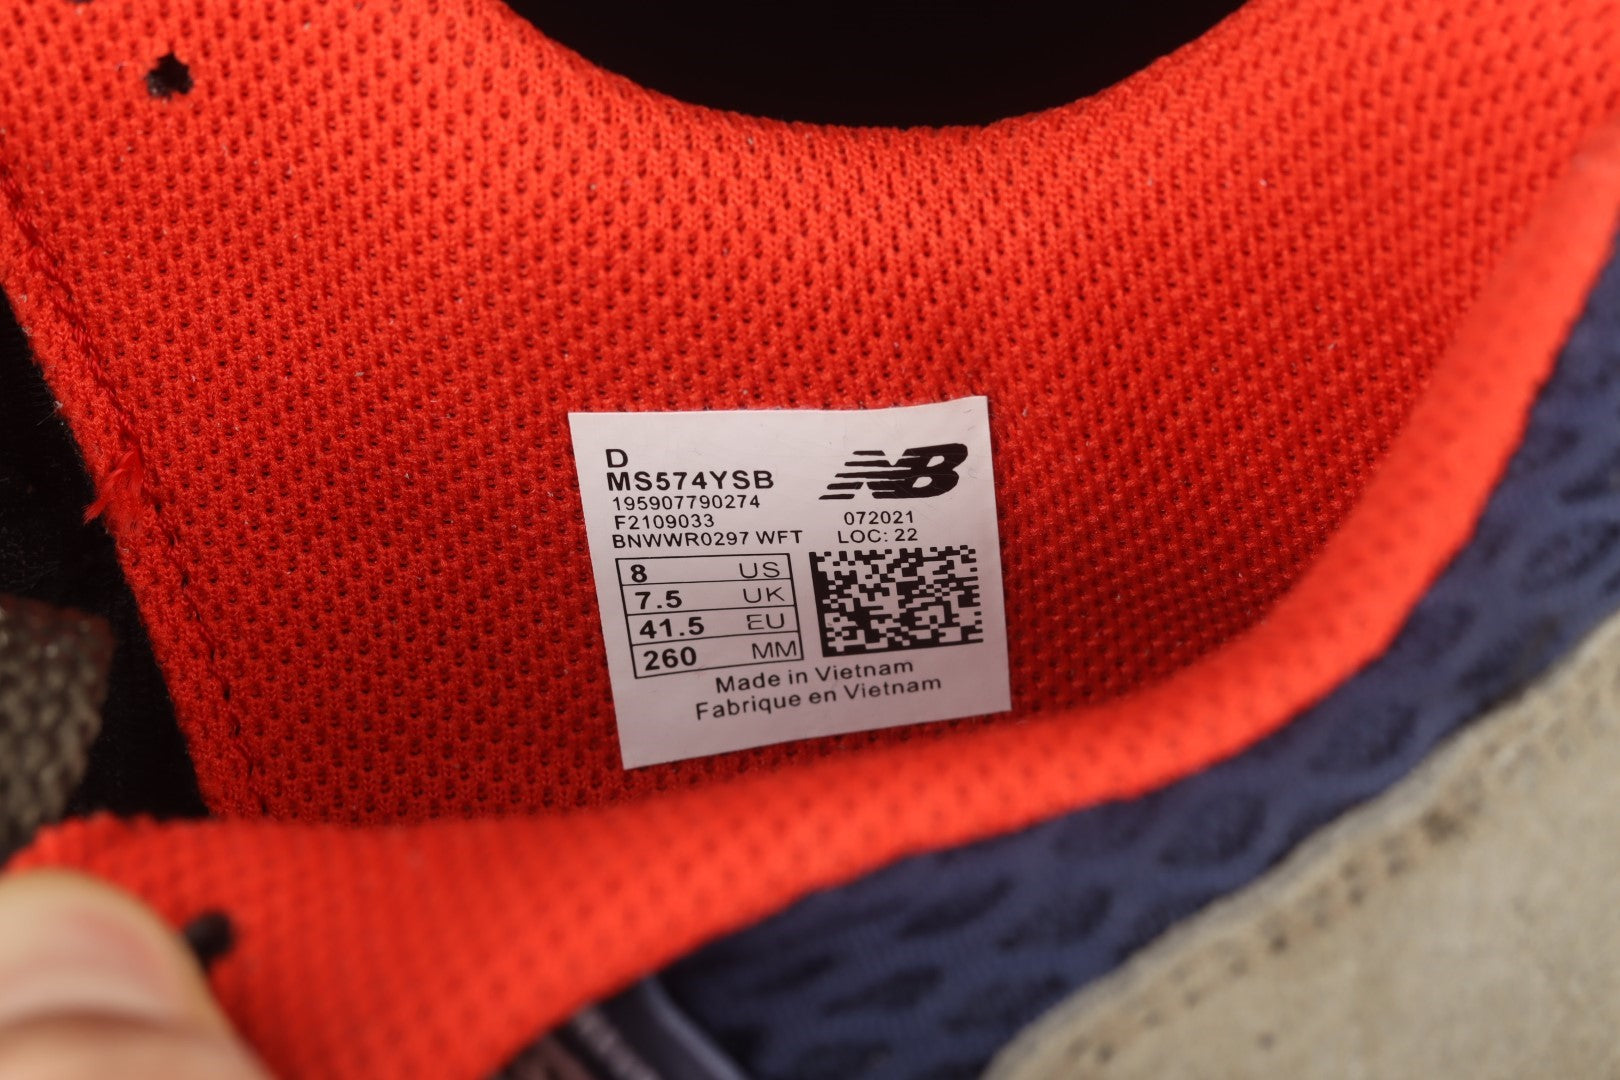 D
MS574YSB
195907790274
F2109033
BNWWR0297 WFT
NB
072021
LOC: 22
8 US
7.5 UK
41.5 EU
260 MM
Made in Vietnam
Fabrique en Vietnam